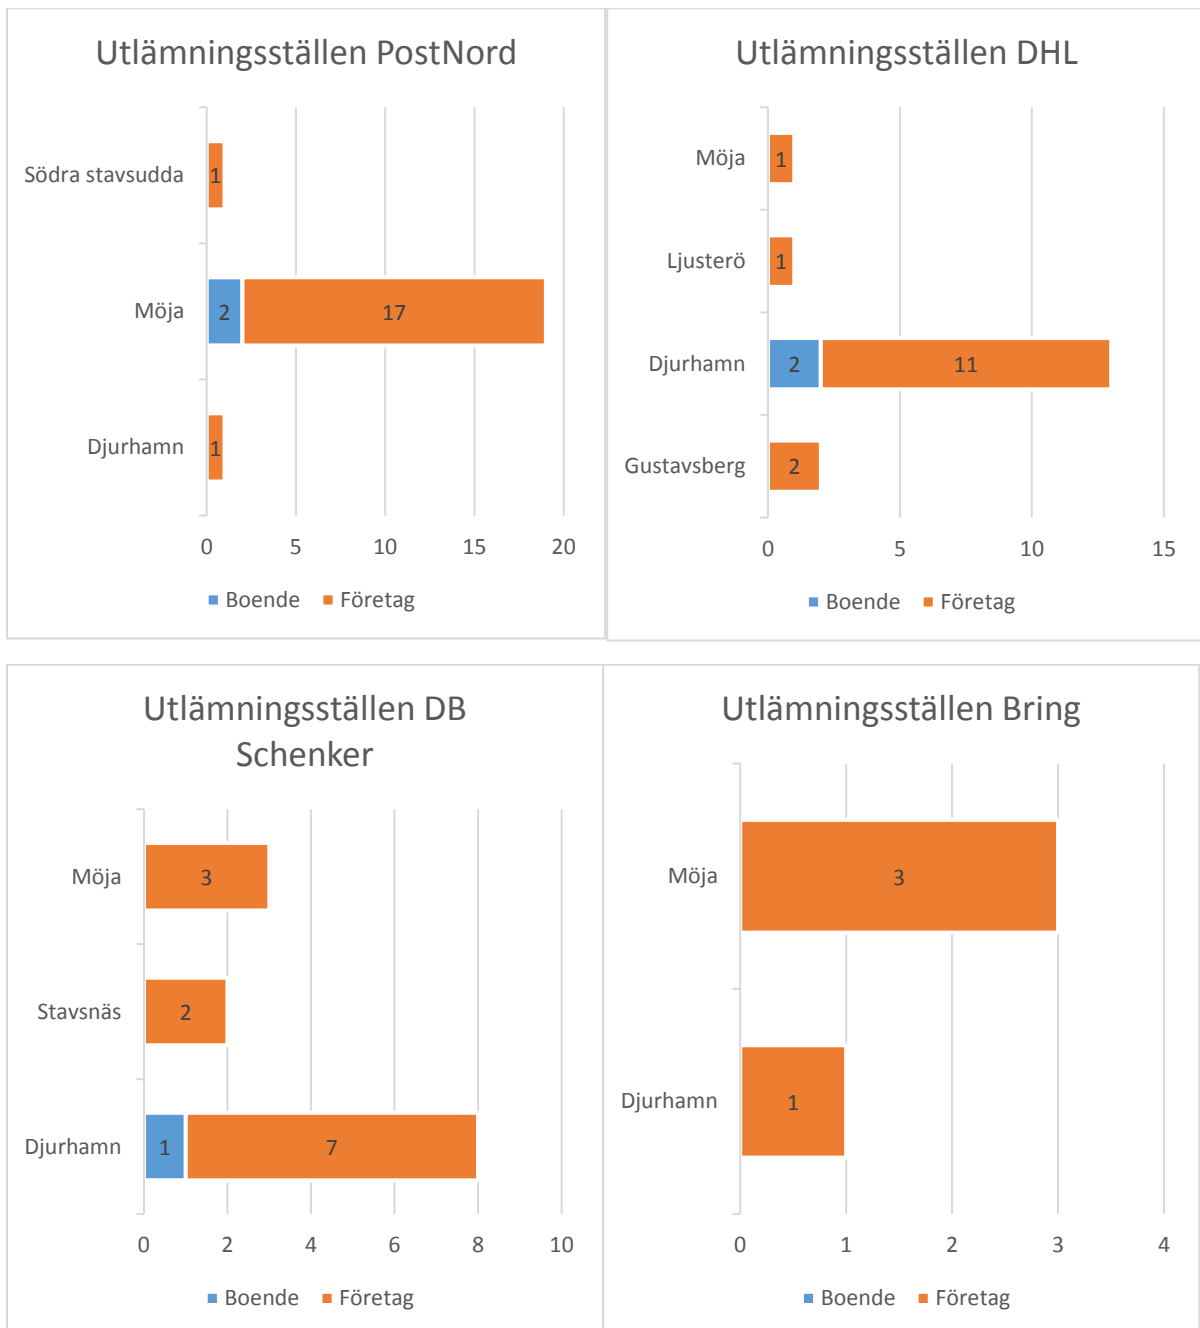 Utlämningsställen PostNord
Södra stavsudda
1
Möja
2 17
Djurhamn
1
0 5 10 15 20
Boende Företag
Utlämningsställen DHL
Möja
1
Ljusterö
1
Djurhamn
2 11
Gustavsberg
2
0 5 10 15
Boende Företag
Utlämningsställen DB
Schenker
Möja
3
Stavsnäs
2
Djurhamn
1 7
0 2 4 6 8 10
Boende Företag
Utlämningsställen Bring
Möja
3
Djurhamn
1
0 1 2 3 4
Boende Företag